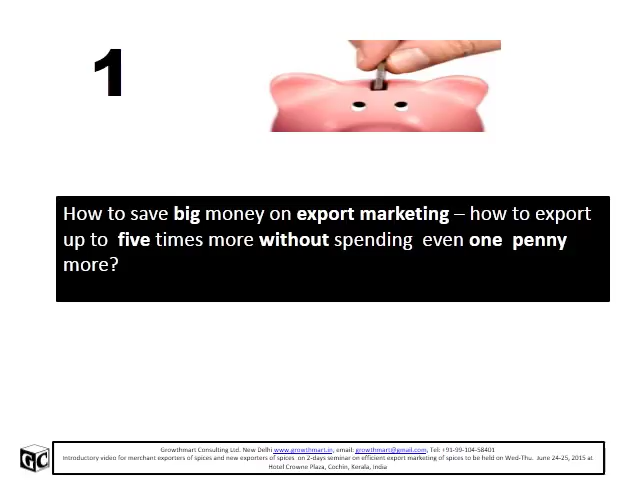 1
How to save big money on export marketing – how to export
up to five times more without spending even one penny
more?
GC
Growthmart Consulting Ltd. New Delhi www.growthmart.in, email: growthmart@gmail.com, Tel: +91-99-104-58401
Introductory video for merchant exporters of spices and new exporters of spices on 2-days seminar on efficient export marketing of spices to be held on Wed-Thu. June 24-25, 2015 at
Hotel Crowne Plaza, Cochin, Kerala, India